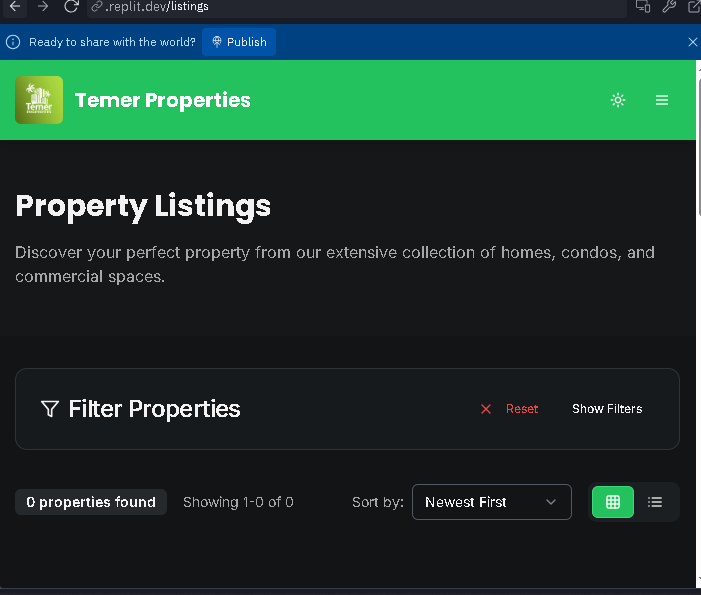 .replit.dev/listings
Ready to share with the world? Publish
Temer
Temer Properties
Property Listings
Discover your perfect property from our extensive collection of homes, condos, and
commercial spaces.
Filter Properties Reset Show Filters
0 properties found Showing 1-0 of 0 Sort by: Newest First